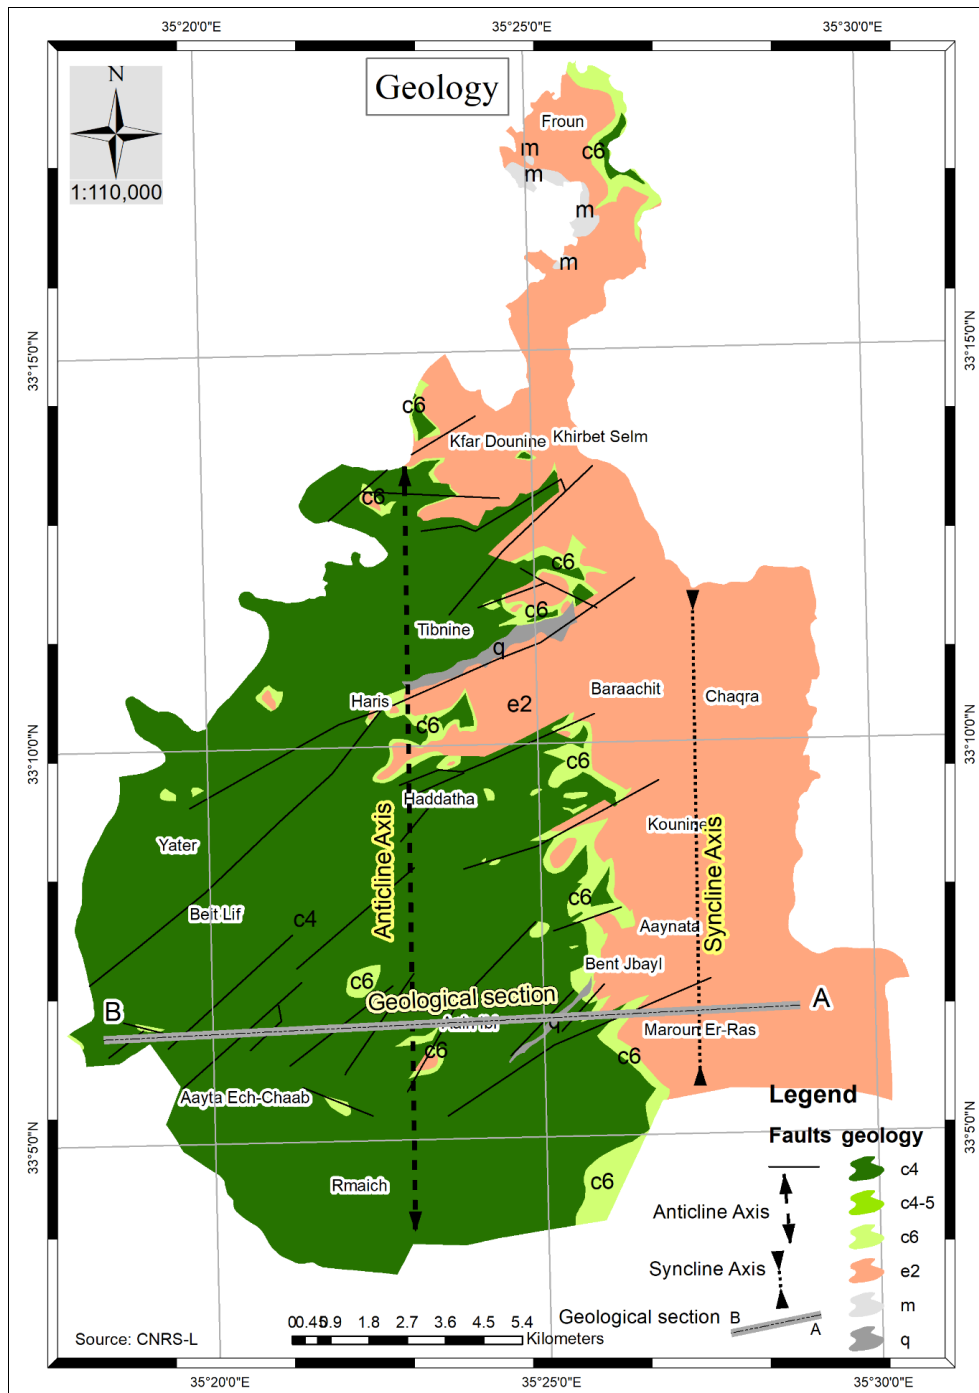 35°20'0"E 35°25'0"E 35°30'0"E
N
1:110,000
Geology
Froun
m
c6
m
m
m
33°15'0"N
33°15'0"N
c6
Kfar Dounine
Khirbet Selm
c6
c6
c6
Tibnine
q
Haris
e2
Baraachit
Chaqra
c6
33°10'0"N
33°10'0"N
c6
Haddatha
Kounine
Yater
Anticline Axis
Syncline Axis
Beit Lif
c4
c6
Aaynata
Bent Jbayl
c6
Geological section
B
A
q
Maroun Er-Ras
c6
c6
Aayta Ech-Chaab
33°5'0"N
33°5'0"N
Rmaich
c6
Legend
Faults geology
c4
Anticline Axis
c4-5
c6
Syncline Axis
e2
Geological section
B
A
m
q
0 0.45 0.9 1.8 2.7 3.6 4.5 5.4
Kilometers
Source: CNRS-L
35°20'0"E 35°25'0"E 35°30'0"E